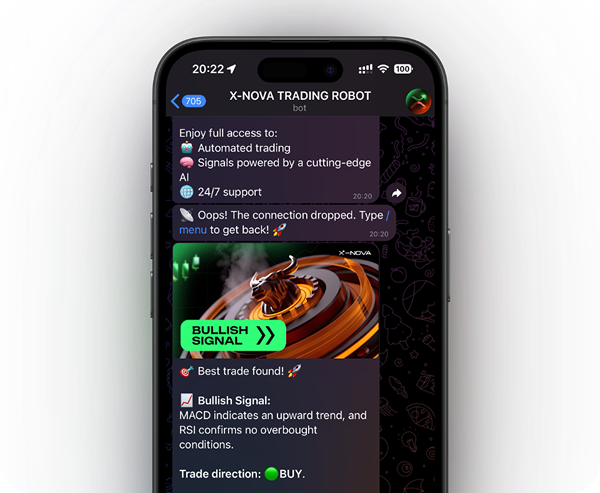 20:22
100
705
X-NOVA TRADING ROBOT
bot
Enjoy full access to:
🤖 Automated trading
🧠 Signals powered by a cutting-edge
AI
🌐 24/7 support
20:20
📡 Oops! The connection dropped. Type /
menu to get back! 🚀
20:20
X-NOVA
BULLISH
SIGNAL
🎯 Best trade found! 🚀
📈 Bullish Signal:
MACD indicates an upward trend, and
RSI confirms no overbought
conditions.
Trade direction: 🟢BUY.